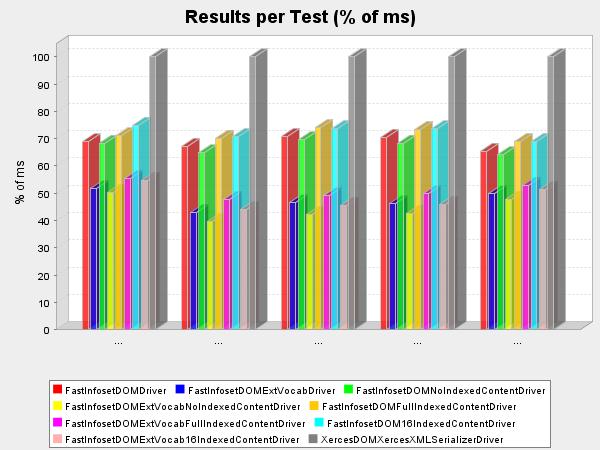 Results per Test (% of ms)
100
90
80
70
60
50
40
30
20
10
0
% of ms
... ... ... ... ...
FastInfosetDOMDriver FastInfosetDOMExtVocabDriver FastInfosetDOMNoIndexedContentDriver
FastInfosetDOMExtVocabNoIndexedContentDriver FastInfosetDOMFullIndexedContentDriver
FastInfosetDOMExtVocabFullIndexedContentDriver FastInfosetDOM16IndexedContentDriver
FastInfosetDOMExtVocab16IndexedContentDriver XercesDOMXercesXMLSerializerDriver